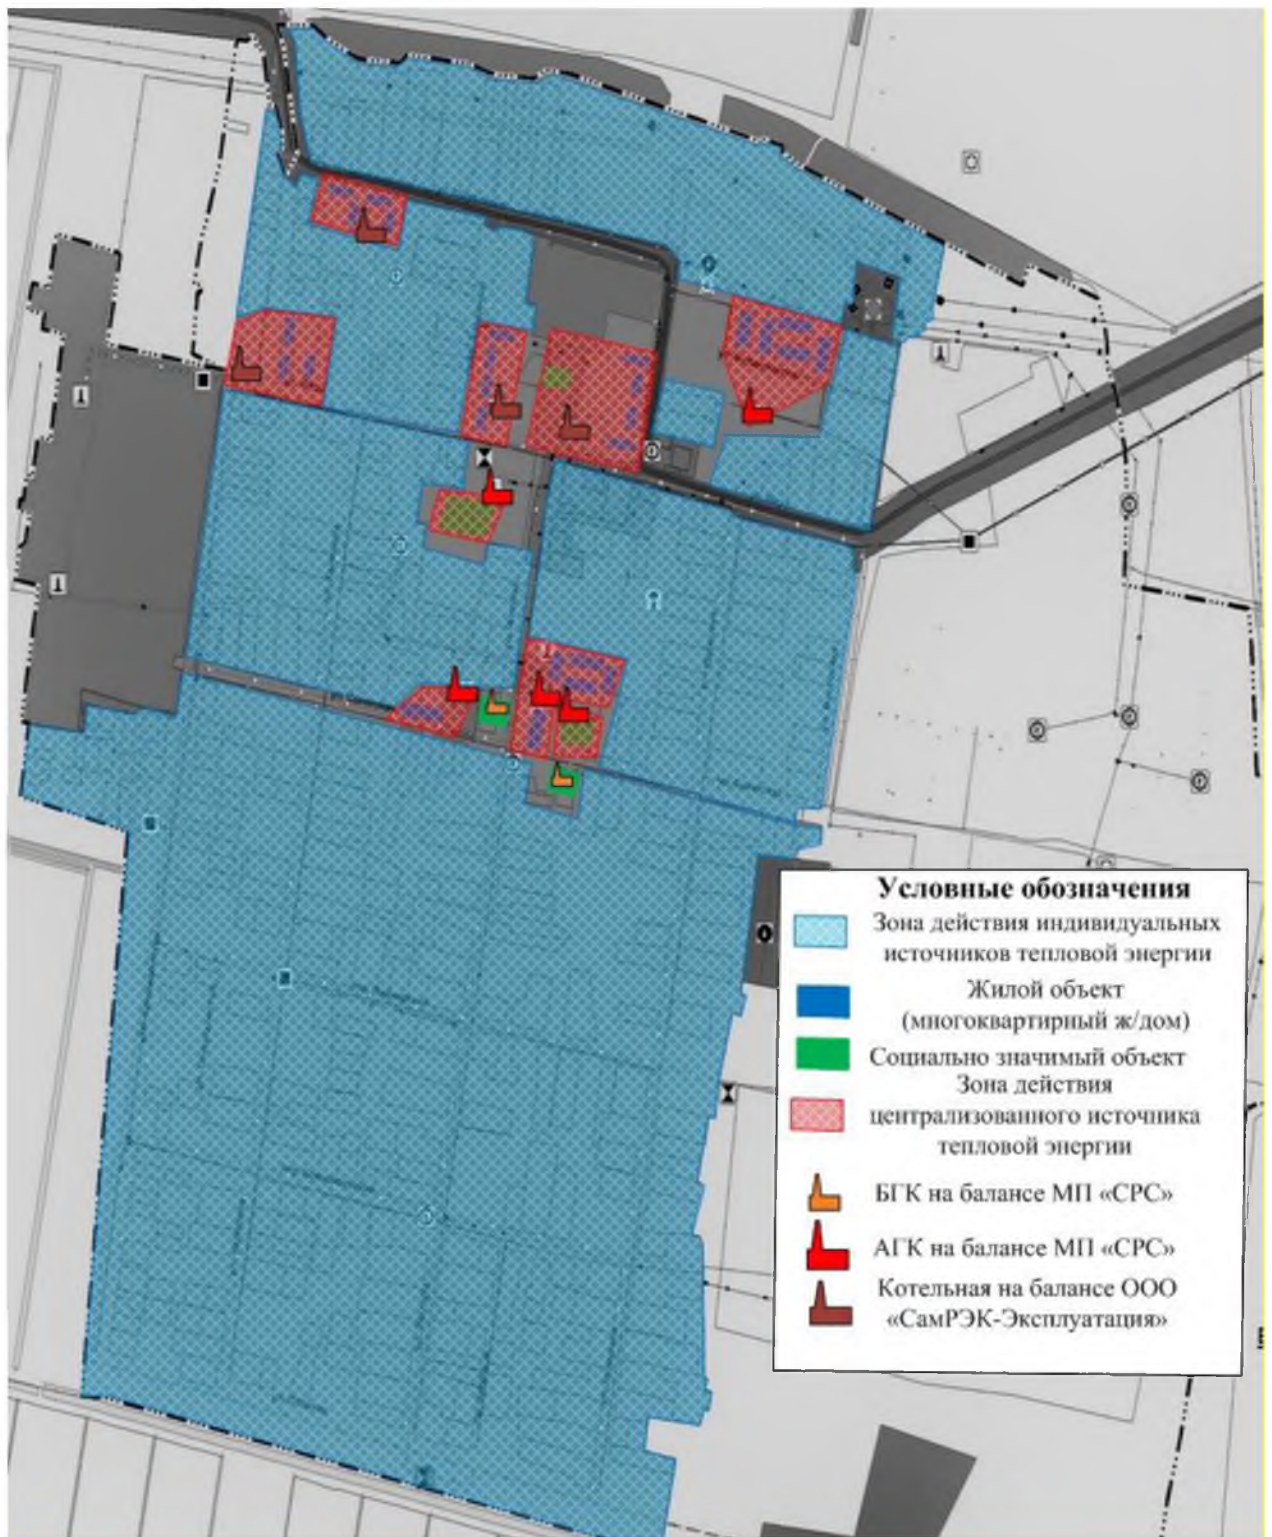 Условные обозначения
Зона действия индивидуальных
источников тепловой энергии
Жилой объект
(многоквартирный ж/дом)
Социально значимый объект
Зона действия
централизованного источника
тепловой энергии
БГК на балансе МП «СРС»
АГК на балансе МП «СРС»
Котельная на балансе ООО
«СамРЭК-Эксплуатация»